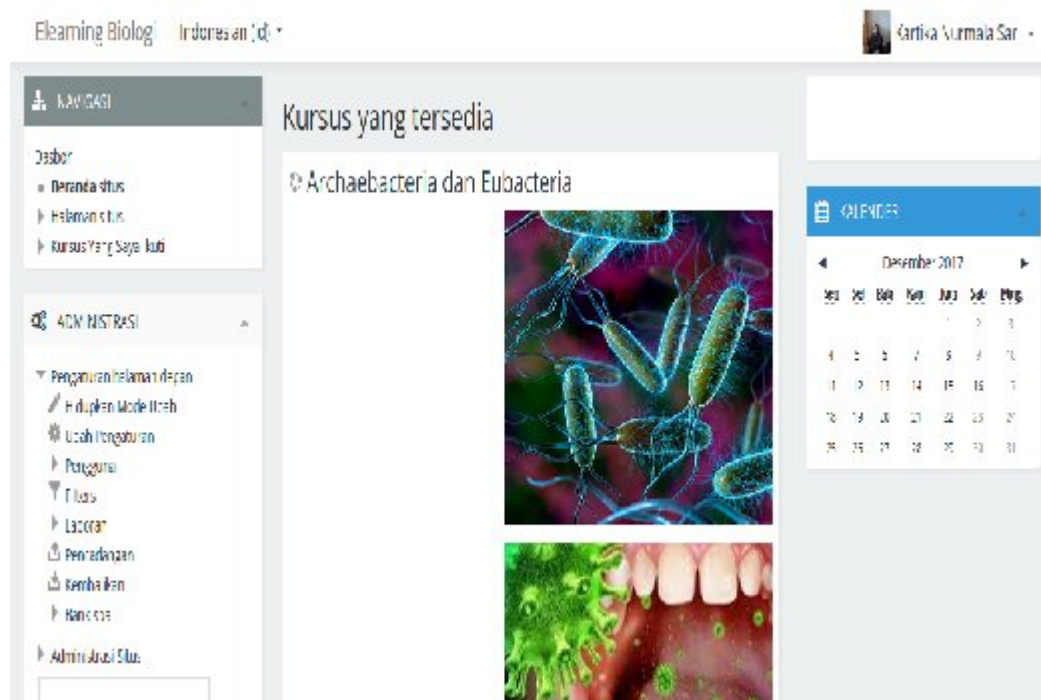 Elearning Biologi Indonesian (id)
Kartika Nurmala Sari
NAVIGASI
Dasbor
Beranda situs
Halaman situs
Kursus Yang Saya Ikuti
ADMINISTRASI
Pengaturan halaman depan
Hidupkan Mode Ubah
Ubah Pengaturan
Pengguna
Filters
Laporan
Pencadangan
Kembalikan
Bank soal
Administrasi Situs
Kursus yang tersedia
Archaebacteria dan Eubacteria
KALENDER
Desember 2017
Sen Sel Rab Kam Jum Sab Ming
1 2 3
4 5 6 7 8 9 10
11 12 13 14 15 16 17
18 19 20 21 22 23 24
25 26 27 28 29 30 31